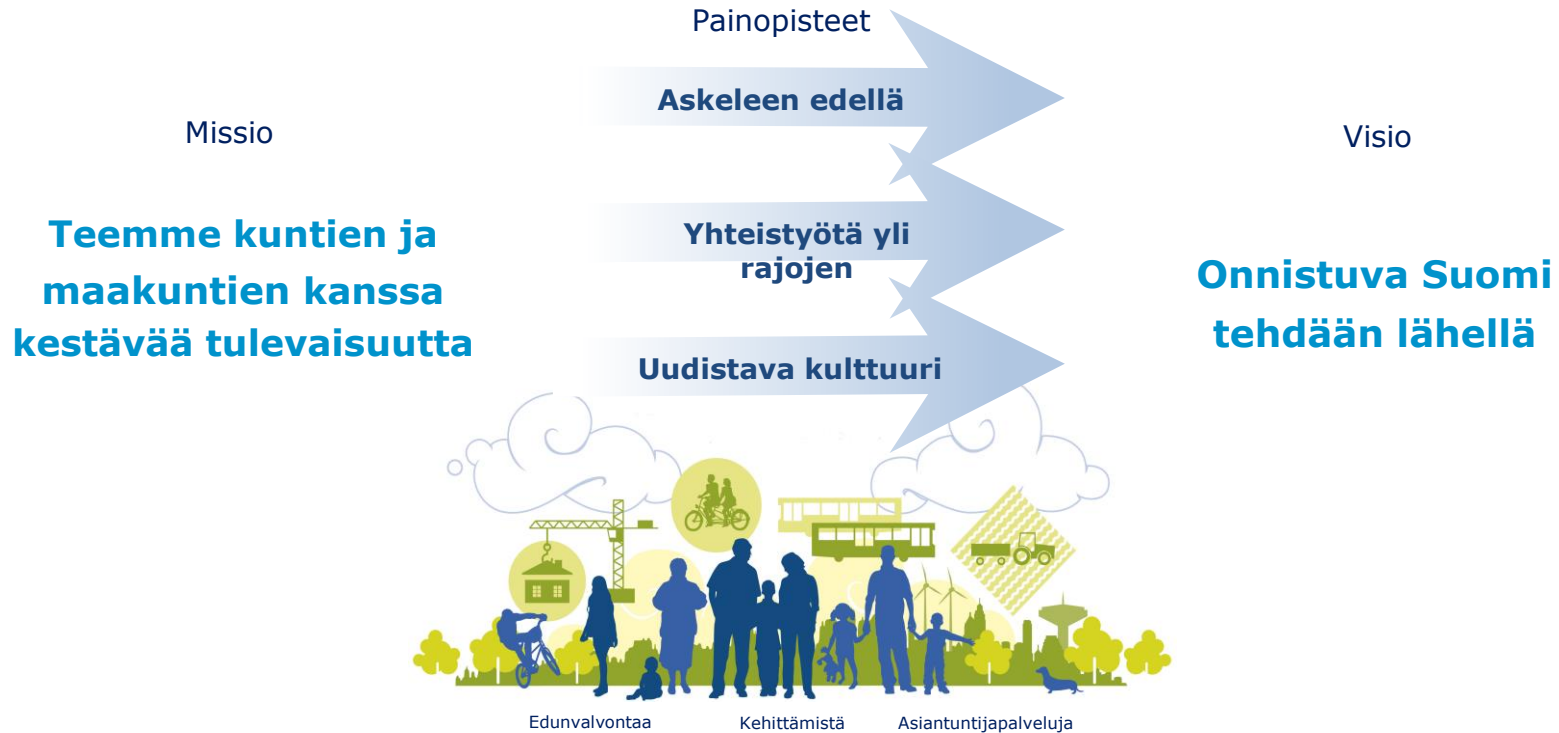 Missio
Teemme kuntien ja
maakuntien kanssa
kestävää tulevaisuutta
Painopisteet
Askeleen edellä
Yhteistyötä yli
rajojen
Uudistava kulttuuri
Visio
Onnistuva Suomi
tehdään lähellä
Edunvalvontaa
Kehittämistä
Asiantuntijapalveluja